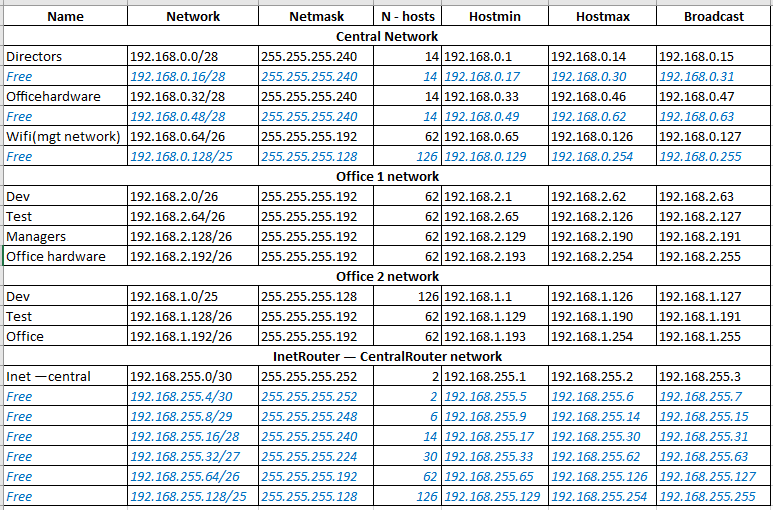 Name Network Netmask N - hosts Hostmin Hostmax Broadcast
Central Network
Directors 192.168.0.0/28 255.255.255.240 14 192.168.0.1 192.168.0.14 192.168.0.15
Free 192.168.0.16/28 255.255.255.240 14 192.168.0.17 192.168.0.30 192.168.0.31
Officehardware 192.168.0.32/28 255.255.255.240 14 192.168.0.33 192.168.0.46 192.168.0.47
Free 192.168.0.48/28 255.255.255.240 14 192.168.0.49 192.168.0.62 192.168.0.63
Wifi(mgt network) 192.168.0.64/26 255.255.255.192 62 192.168.0.65 192.168.0.126 192.168.0.127
Free 192.168.0.128/25 255.255.255.128 126 192.168.0.129 192.168.0.254 192.168.0.255
Office 1 network
Dev 192.168.2.0/26 255.255.255.192 62 192.168.2.1 192.168.2.62 192.168.2.63
Test 192.168.2.64/26 255.255.255.192 62 192.168.2.65 192.168.2.126 192.168.2.127
Managers 192.168.2.128/26 255.255.255.192 62 192.168.2.129 192.168.2.190 192.168.2.191
Office hardware 192.168.2.192/26 255.255.255.192 62 192.168.2.193 192.168.2.254 192.168.2.255
Office 2 network
Dev 192.168.1.0/25 255.255.255.128 126 192.168.1.1 192.168.1.126 192.168.1.127
Test 192.168.1.128/26 255.255.255.192 62 192.168.1.129 192.168.1.190 192.168.1.191
Office 192.168.1.192/26 255.255.255.192 62 192.168.1.193 192.168.1.254 192.168.1.255
InetRouter — CentralRouter network
Inet —central 192.168.255.0/30 255.255.255.252 2 192.168.255.1 192.168.255.2 192.168.255.3
Free 192.168.255.4/30 255.255.255.252 2 192.168.255.5 192.168.255.6 192.168.255.7
Free 192.168.255.8/29 255.255.255.248 6 192.168.255.9 192.168.255.14 192.168.255.15
Free 192.168.255.16/28 255.255.255.240 14 192.168.255.17 192.168.255.30 192.168.255.31
Free 192.168.255.32/27 255.255.255.224 30 192.168.255.33 192.168.255.62 192.168.255.63
Free 192.168.255.64/26 255.255.255.192 62 192.168.255.65 192.168.255.126 192.168.255.127
Free 192.168.255.128/25 255.255.255.128 126 192.168.255.129 192.168.255.254 192.168.255.255